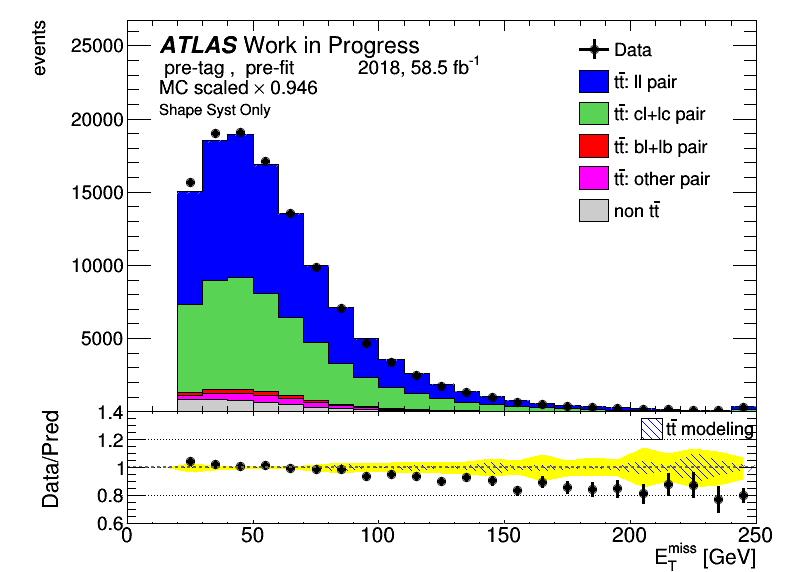 events
25000
20000
15000
10000
5000
ATLAS Work in Progress
pre-tag , pre-fit 2018, 58.5 fb⁻¹
MC scaled × 0.946
Shape Syst Only
Data
tt̄: ll pair
tt̄: cl+lc pair
tt̄: bl+lb pair
tt̄: other pair
non tt̄
Data/Pred
1.4
1.2
1
0.8
0.6
tt̄ modeling
0 50 100 150 200 250
E_T^miss [GeV]